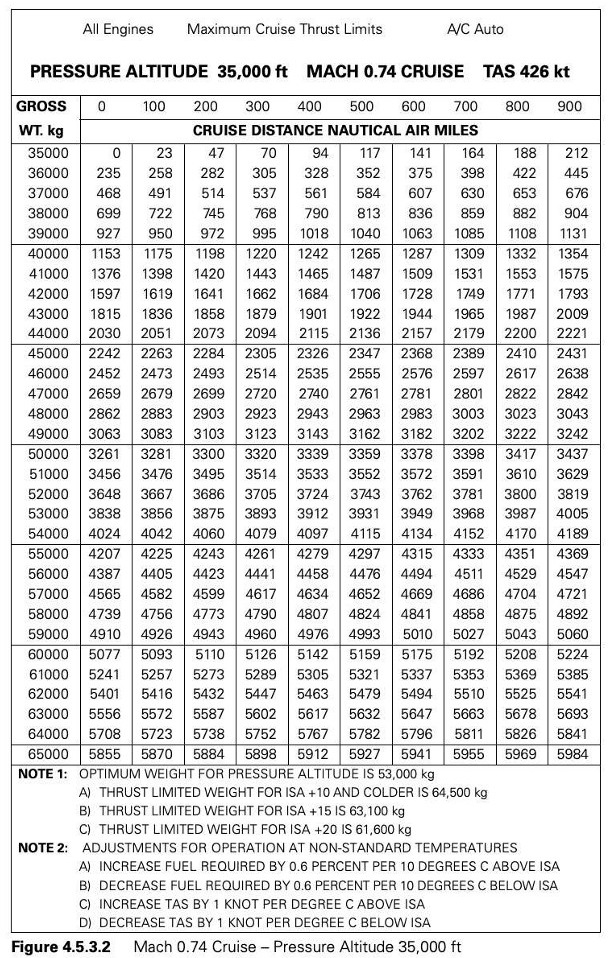 All Engines Maximum Cruise Thrust Limits A/C Auto
PRESSURE ALTITUDE 35,000 ft MACH 0.74 CRUISE TAS 426 kt
GROSS 0 100 200 300 400 500 600 700 800 900
WT. kg CRUISE DISTANCE NAUTICAL AIR MILES
35000 0 23 47 70 94 117 141 164 188 212
36000 235 258 282 305 328 352 375 398 422 445
37000 468 491 514 537 561 584 607 630 653 676
38000 699 722 745 768 790 813 836 859 882 904
39000 927 950 972 995 1018 1040 1063 1085 1108 1131
40000 1153 1175 1198 1220 1242 1265 1287 1309 1332 1354
41000 1376 1398 1420 1443 1465 1487 1509 1531 1553 1575
42000 1597 1619 1641 1662 1684 1706 1728 1749 1771 1793
43000 1815 1836 1858 1879 1901 1922 1944 1965 1987 2009
44000 2030 2051 2073 2094 2115 2136 2157 2179 2200 2221
45000 2242 2263 2284 2305 2326 2347 2368 2389 2410 2431
46000 2452 2473 2493 2514 2535 2555 2576 2597 2617 2638
47000 2659 2679 2699 2720 2740 2761 2781 2801 2822 2842
48000 2862 2883 2903 2923 2943 2963 2983 3003 3023 3043
49000 3063 3083 3103 3123 3143 3162 3182 3202 3222 3242
50000 3261 3281 3300 3320 3339 3359 3378 3398 3417 3437
51000 3456 3476 3495 3514 3533 3552 3572 3591 3610 3629
52000 3648 3667 3686 3705 3724 3743 3762 3781 3800 3819
53000 3838 3856 3875 3893 3912 3931 3949 3968 3987 4005
54000 4024 4042 4060 4079 4097 4115 4134 4152 4170 4189
55000 4207 4225 4243 4261 4279 4297 4315 4333 4351 4369
56000 4387 4405 4423 4441 4458 4476 4494 4511 4529 4547
57000 4565 4582 4599 4617 4634 4652 4669 4686 4704 4721
58000 4739 4756 4773 4790 4807 4824 4841 4858 4875 4892
59000 4910 4926 4943 4960 4976 4993 5010 5027 5043 5060
60000 5077 5093 5110 5126 5142 5159 5175 5192 5208 5224
61000 5241 5257 5273 5289 5305 5321 5337 5353 5369 5385
62000 5401 5416 5432 5447 5463 5479 5494 5510 5525 5541
63000 5556 5572 5587 5602 5617 5632 5647 5663 5678 5693
64000 5708 5723 5738 5752 5767 5782 5796 5811 5826 5841
65000 5855 5870 5884 5898 5912 5927 5941 5955 5969 5984
NOTE 1: OPTIMUM WEIGHT FOR PRESSURE ALTITUDE IS 53,000 kg
A) THRUST LIMITED WEIGHT FOR ISA +10 AND COLDER IS 64,500 kg
B) THRUST LIMITED WEIGHT FOR ISA +15 IS 63,100 kg
C) THRUST LIMITED WEIGHT FOR ISA +20 IS 61,600 kg
NOTE 2: ADJUSTMENTS FOR OPERATION AT NON-STANDARD TEMPERATURES
A) INCREASE FUEL REQUIRED BY 0.6 PERCENT PER 10 DEGREES C ABOVE ISA
B) DECREASE FUEL REQUIRED BY 0.6 PERCENT PER 10 DEGREES C BELOW ISA
C) INCREASE TAS BY 1 KNOT PER DEGREE C ABOVE ISA
D) DECREASE TAS BY 1 KNOT PER DEGREE C BELOW ISA
Figure 4.5.3.2 Mach 0.74 Cruise – Pressure Altitude 35,000 ft